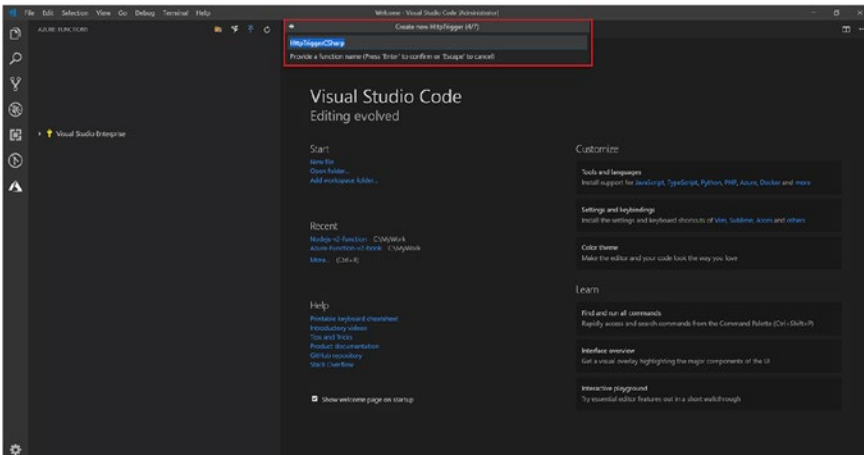 File Edit Selection View Go Debug Terminal Help
Welcome - Visual Studio Code [Administrator]
AZURE: FUNCTIONS
Create new HttpTrigger (4/7)
HttpTriggerCSharp
Provide a function name (Press 'Enter' to confirm or 'Escape' to cancel)
Visual Studio Enterprise
Visual Studio Code
Editing evolved
Start
New file
Open folder...
Add workspace folder...
Recent
Nodejs-v2-Function C:\MyWork
Azure-Function-v2-book C:\MyWork
More... (Ctrl+R)
Help
Printable keyboard cheatsheet
Introductory videos
Tips and Tricks
Product documentation
GitHub repository
Stack Overflow
Show welcome page on startup
Customize
Tools and languages
Install support for JavaScript, TypeScript, Python, PHP, Azure, Docker and more
Settings and keybindings
Install the settings and keyboard shortcuts of Vim, Sublime, Atom and others
Color theme
Make the editor and your code look the way you love
Learn
Find and run all commands
Rapidly access and search commands from the Command Palette (Ctrl+Shift+P)
Interface overview
Get a visual overlay highlighting the major components of the UI
Interactive playground
Try essential editor features out in a short walkthrough